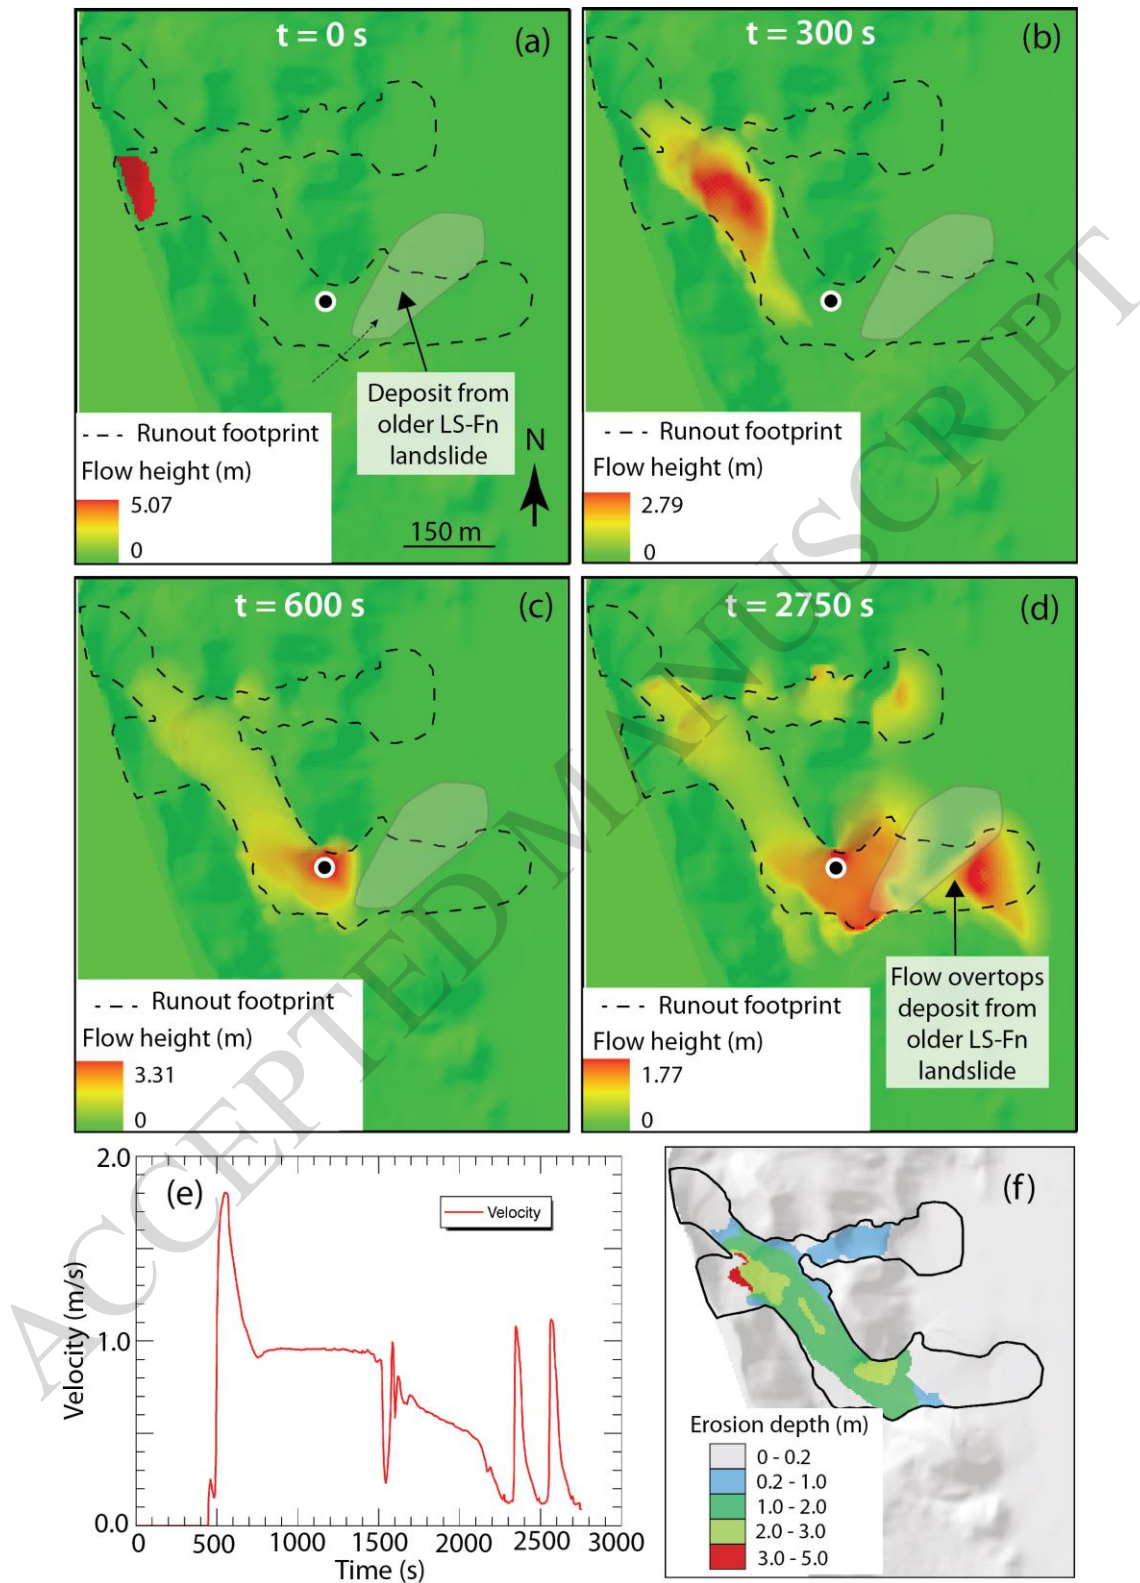 t = 0 s
(a)
Deposit from
older LS-Fn
landslide
N
150 m
Runout footprint
Flow height (m)
5.07
0
t = 300 s
(b)
Runout footprint
Flow height (m)
2.79
0
t = 600 s
(c)
Runout footprint
Flow height (m)
3.31
0
t = 2750 s
(d)
Flow overtops
deposit from
older LS-Fn
landslide
Runout footprint
Flow height (m)
1.77
0
(e)
Velocity
2.0
1.0
0.0
Velocity (m/s)
0 500 1000 1500 2000 2500 3000
Time (s)
(f)
Erosion depth (m)
0 - 0.2
0.2 - 1.0
1.0 - 2.0
2.0 - 3.0
3.0 - 5.0
ACCEPTED MANUSCRIPT